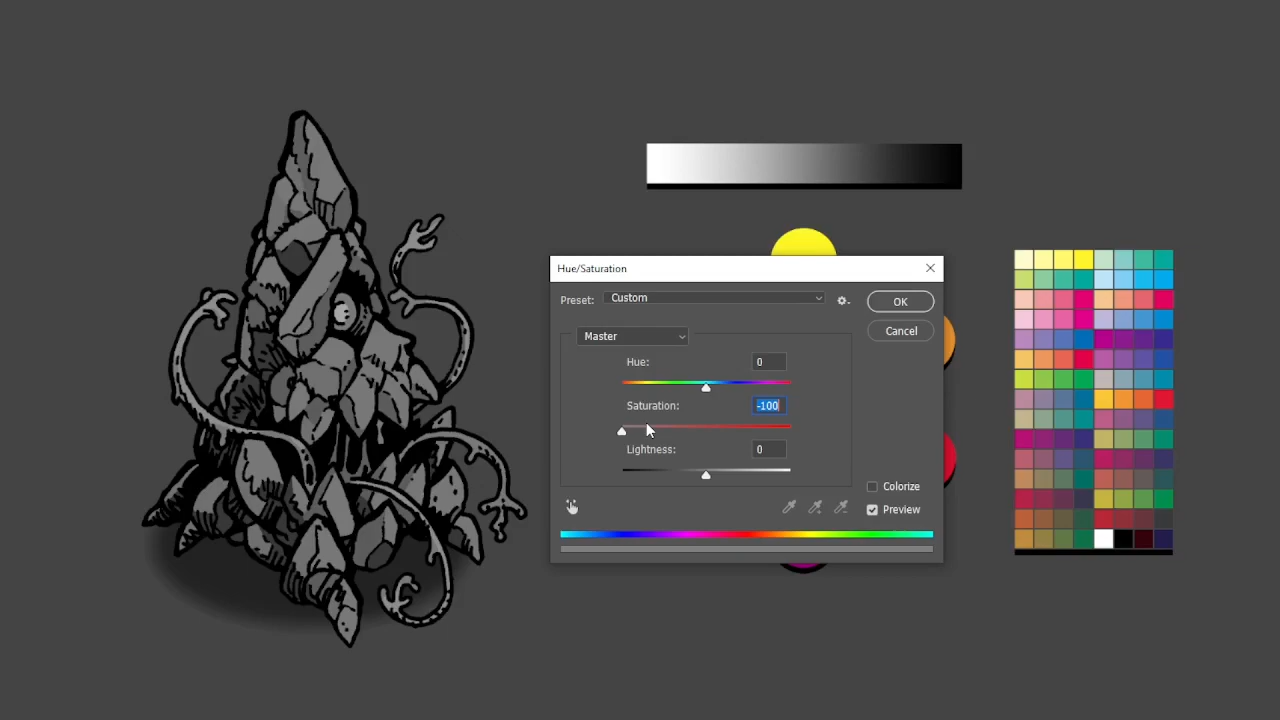 Hue/Saturation
Preset: Custom
OK
Cancel
Master
Hue: 0
Saturation: -100
Lightness: 0
Colorize
Preview